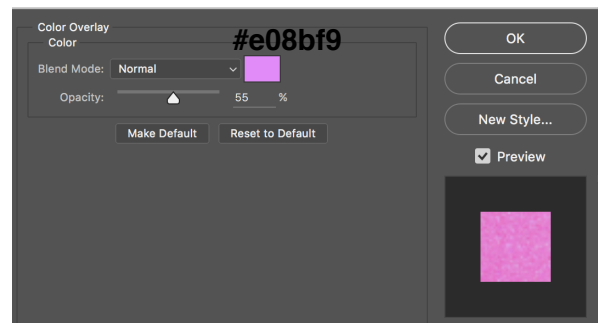 Color Overlay
Color
#e08bf9
Blend Mode: Normal
Opacity: 55 %
Make Default Reset to Default
OK
Cancel
New Style...
Preview